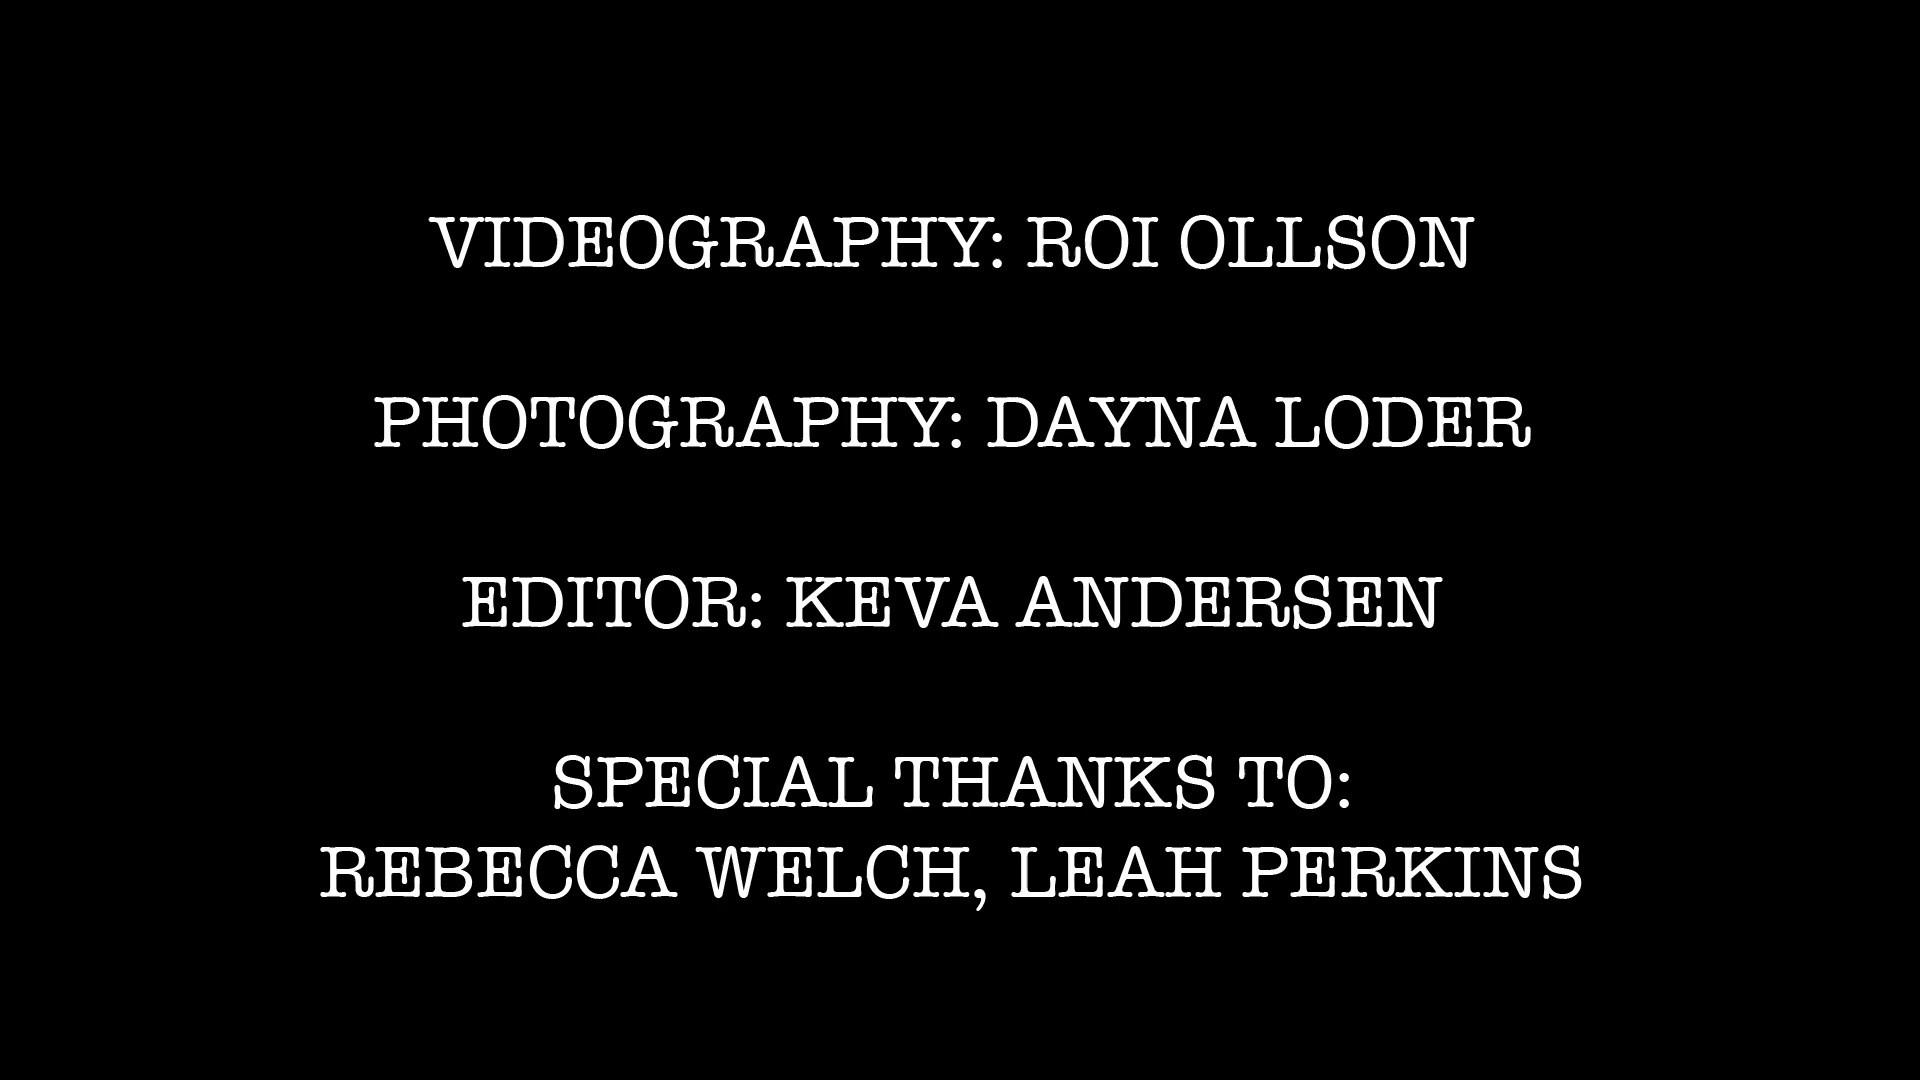 VIDEOGRAPHY: ROI OLLSON
PHOTOGRAPHY: DAYNA LODER
EDITOR: KEVA ANDERSEN
SPECIAL THANKS TO:
REBECCA WELCH, LEAH PERKINS